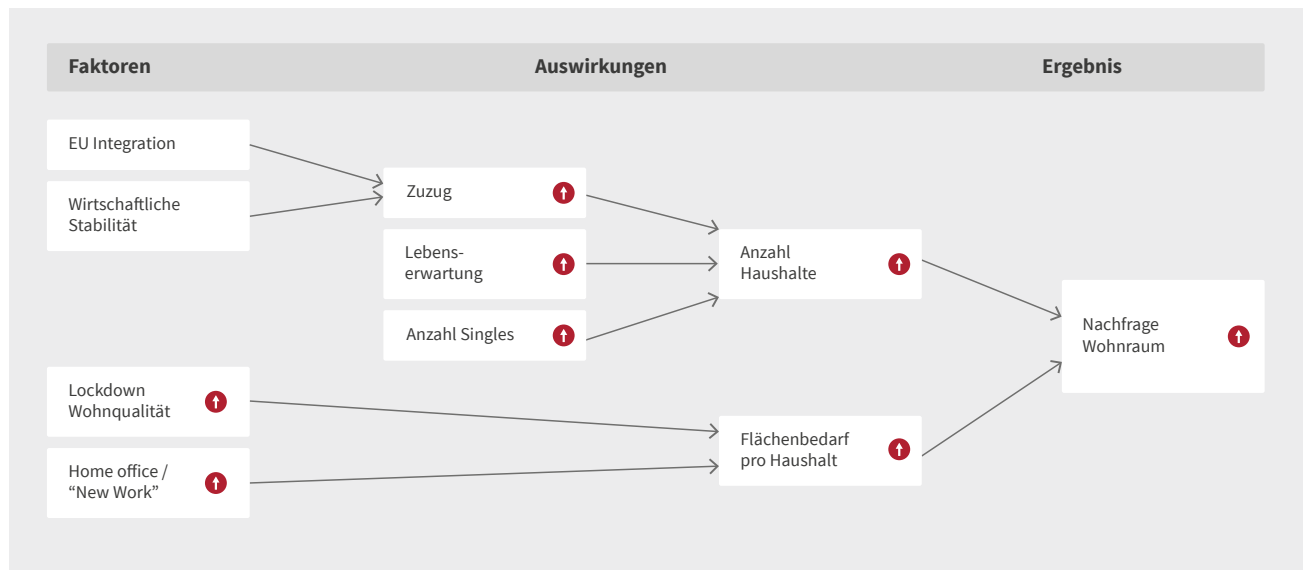 Faktoren
Auswirkungen
Ergebnis
EU Integration
Wirtschaftliche
Stabilität
Zuzug
Lebens-
erwartung
Anzahl Singles
Anzahl
Haushalte
Nachfrage
Wohnraum
Lockdown
Wohnqualität
Home office /
“New Work”
Flächenbedarf
pro Haushalt